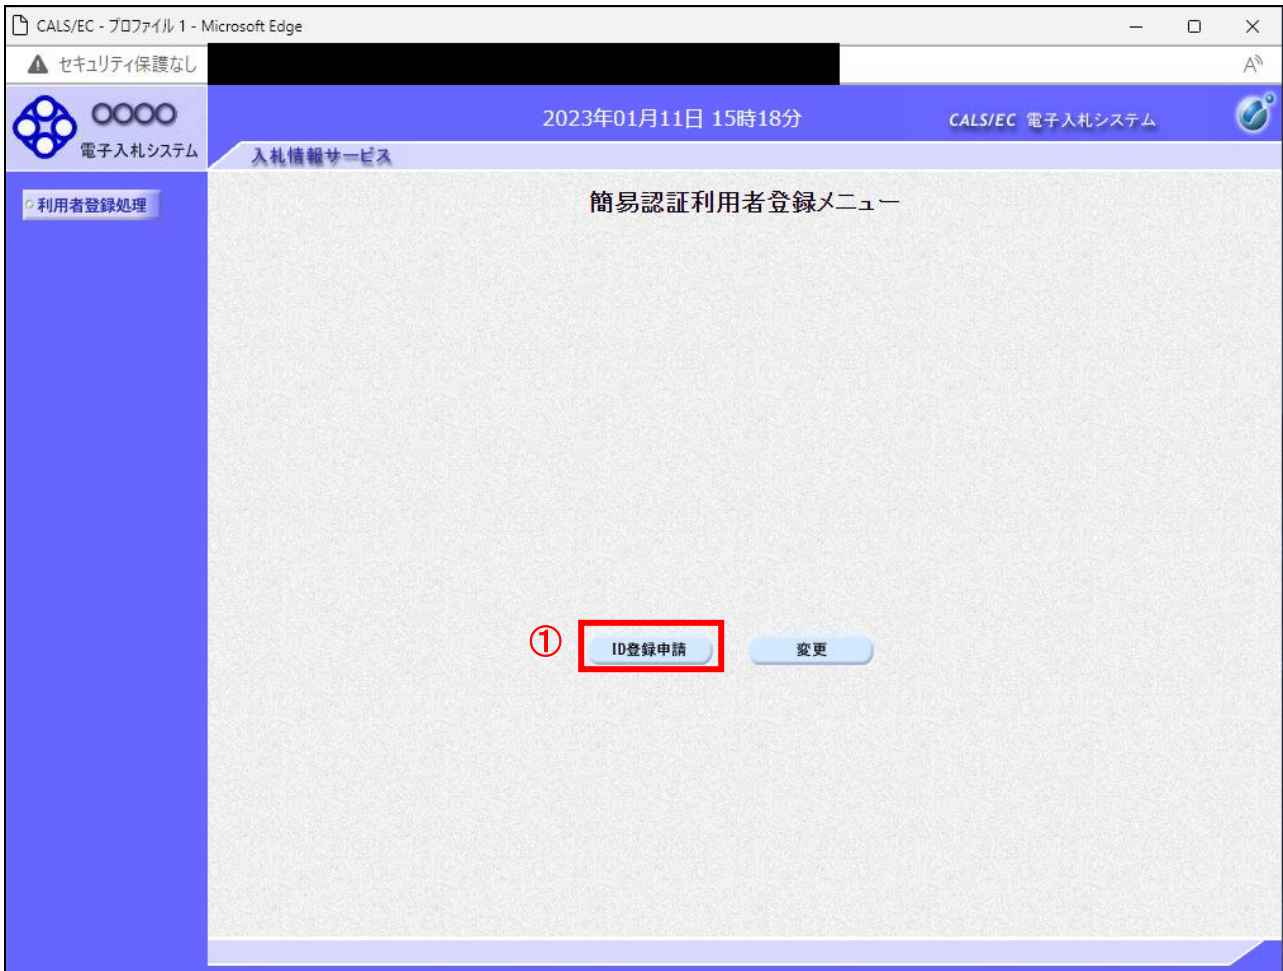 CALS/EC - プロファイル 1 - Microsoft Edge
セキュリティ保護なし
A
〇〇〇〇
電子入札システム
2023年01月11日 15時18分
CALS/EC 電子入札システム
入札情報サービス
利用者登録処理
簡易認証利用者登録メニュー
① ID登録申請 変更